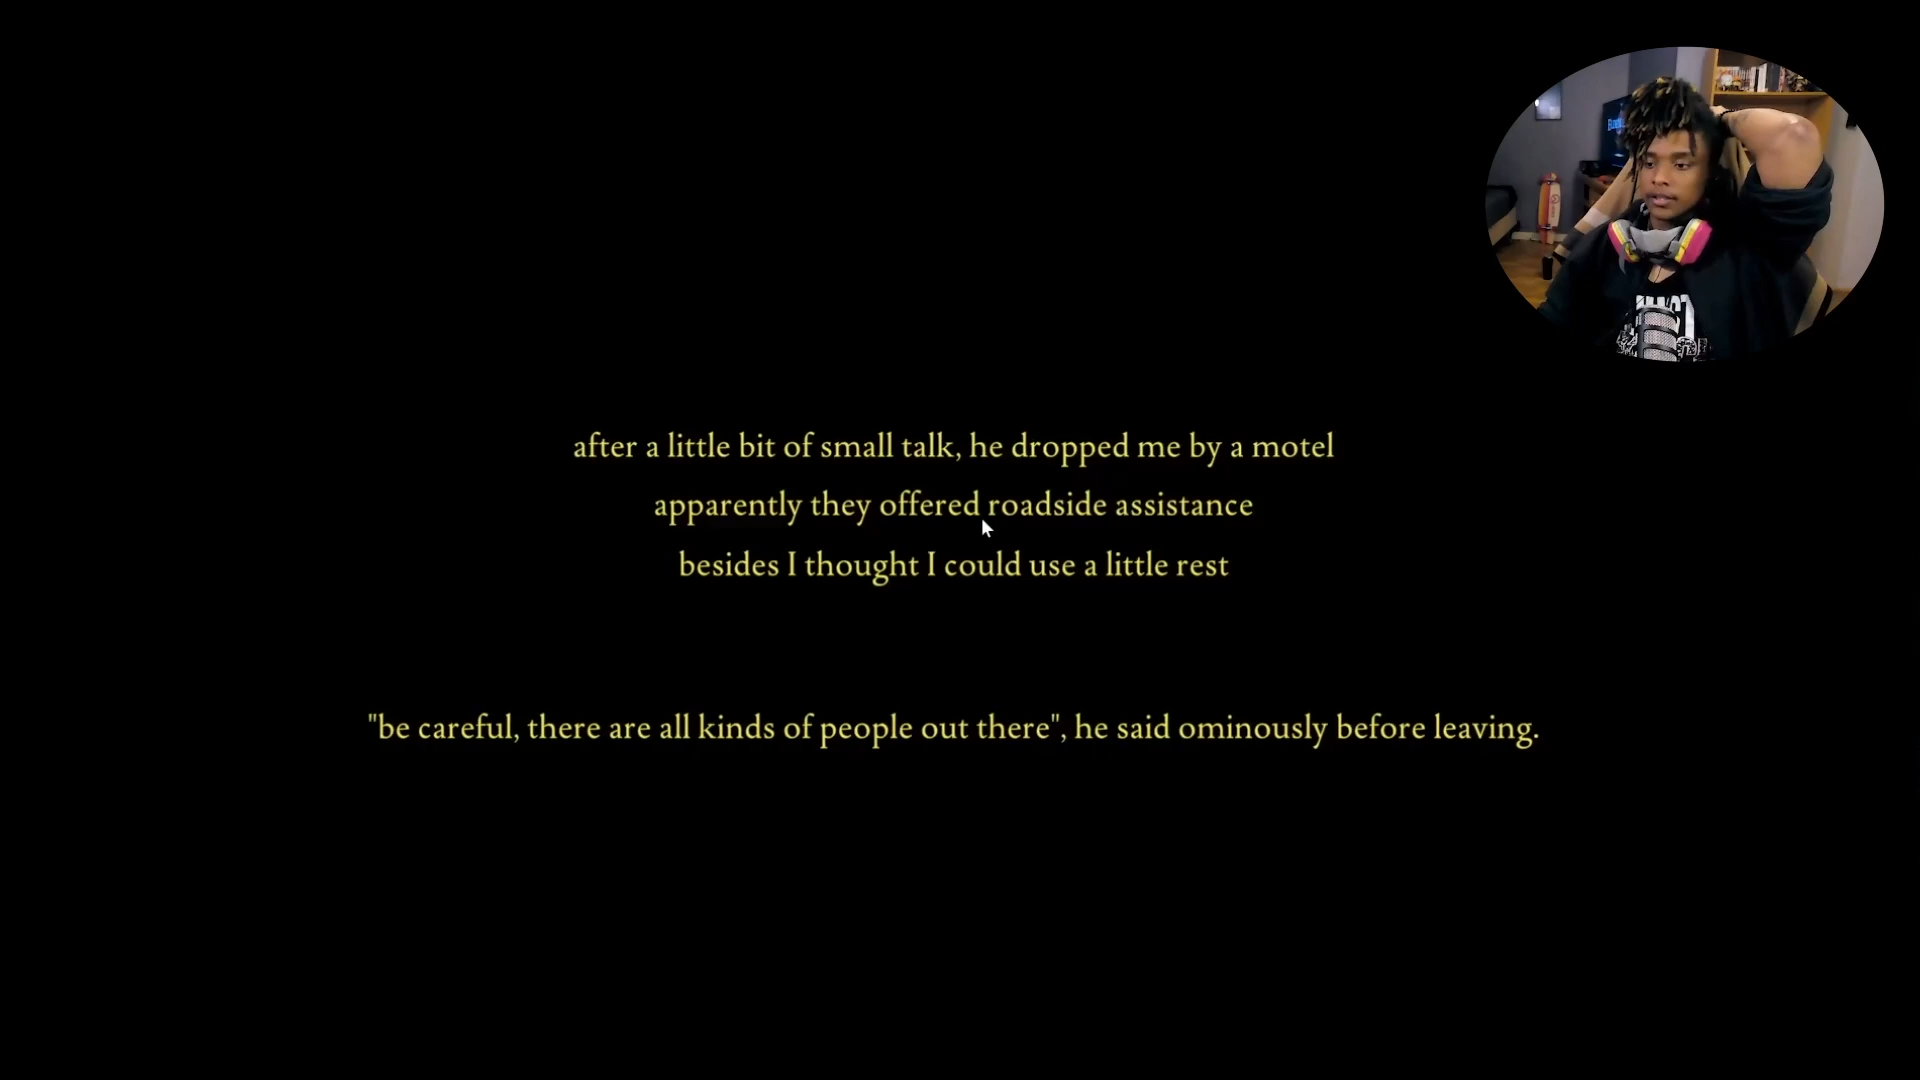 after a little bit of small talk, he dropped me by a motel
apparently they offered roadside assistance
besides I thought I could use a little rest
"be careful, there are all kinds of people out there", he said ominously before leaving.